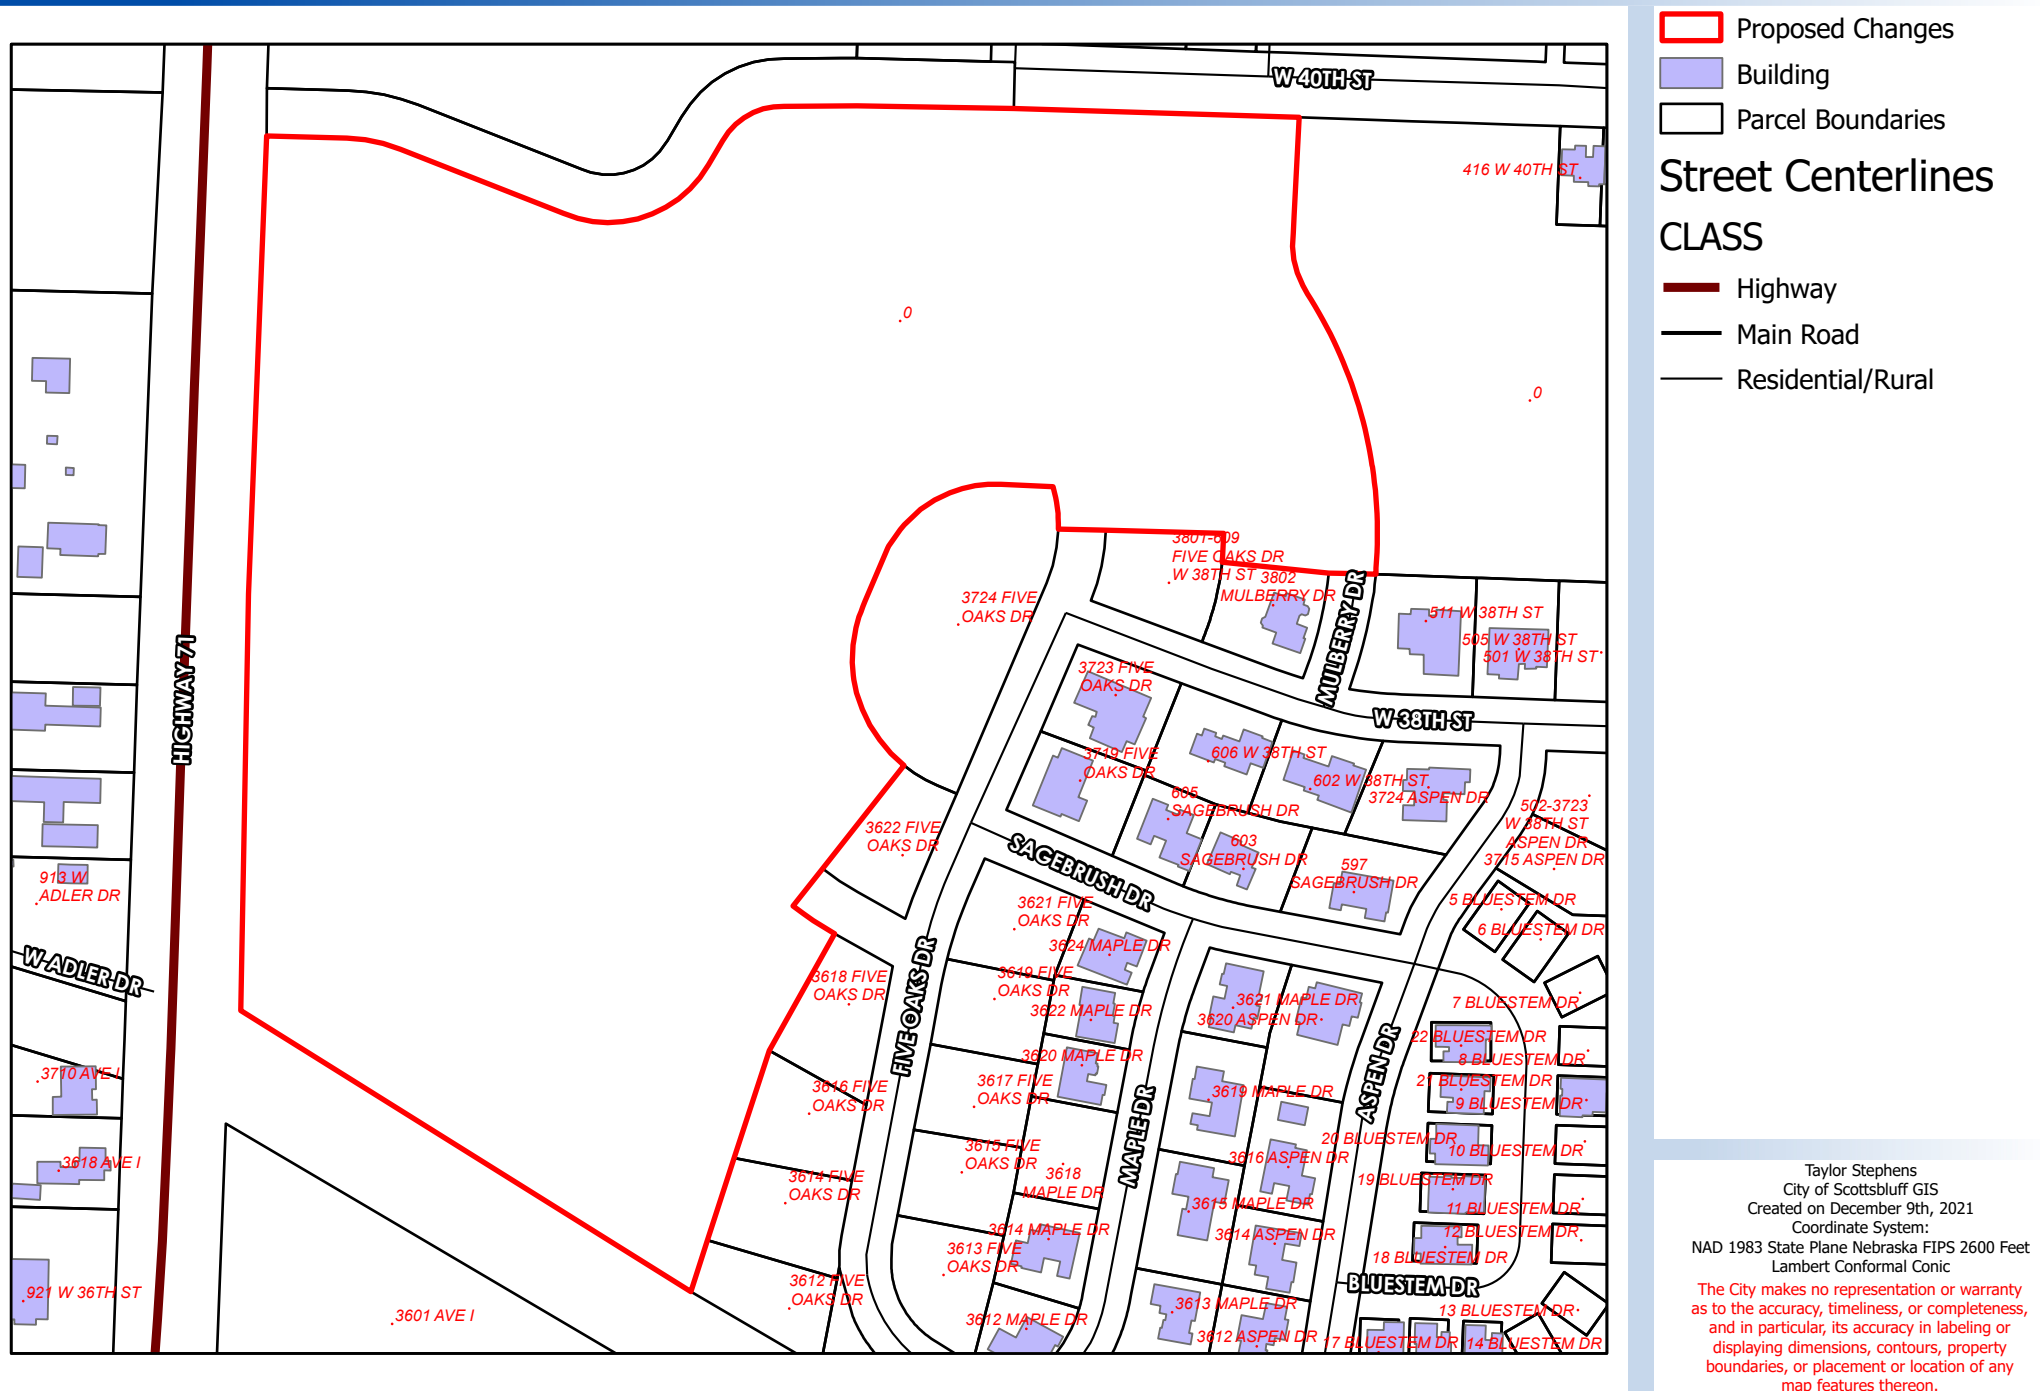 Proposed Changes
Building
Parcel Boundaries
Street Centerlines
CLASS
Highway
Main Road
Residential/Rural
W 40TH ST
416 W 40TH ST
0
0
3801-609
FIVE OAKS DR
W 38TH ST
3802
MULBERRY DR
MULBERRY DR
3724 FIVE
OAKS DR
511 W 38TH ST
505 W 38TH ST
501 W 38TH ST
HIGHWAY 71
3723 FIVE
OAKS DR
W 38TH ST
3719 FIVE
OAKS DR
606 W 38TH ST
602 W 38TH ST
3724 ASPEN DR
605
SAGEBRUSH DR
603
SAGEBRUSH DR
597
SAGEBRUSH DR
502-3723
W 38TH ST
ASPEN DR
3715 ASPEN DR
3622 FIVE
OAKS DR
SAGEBRUSH DR
913 W
ADLER DR
W ADLER DR
5 BLUESTEM DR
6 BLUESTEM DR
3621 FIVE
OAKS DR
3624 MAPLE DR
3618 FIVE
OAKS DR
FIVE OAKS DR
3619 FIVE
OAKS DR
3622 MAPLE DR
3621 MAPLE DR
3620 ASPEN DR
7 BLUESTEM DR
22 BLUESTEM DR
8 BLUESTEM DR
3620 MAPLE DR
3710 AVE I
3616 FIVE
OAKS DR
3617 FIVE
OAKS DR
3619 MAPLE DR
ASPEN DR
21 BLUESTEM DR
9 BLUESTEM DR
MAPLE DR
20 BLUESTEM DR
10 BLUESTEM DR
3618 AVE I
3614 FIVE
OAKS DR
3615 FIVE
OAKS DR
3618
MAPLE DR
3616 ASPEN DR
19 BLUESTEM DR
11 BLUESTEM DR
3615 MAPLE DR
3614 MAPLE DR
3614 ASPEN DR
12 BLUESTEM DR
18 BLUESTEM DR
3613 FIVE
OAKS DR
3612 FIVE
OAKS DR
BLUESTEM DR
921 W 36TH ST
3601 AVE I
3612 MAPLE DR
3613 MAPLE DR
3612 ASPEN DR
13 BLUESTEM DR
17 BLUESTEM DR
14 BLUESTEM DR
Taylor Stephens
City of Scottsbluff GIS
Created on December 9th, 2021
Coordinate System:
NAD 1983 State Plane Nebraska FIPS 2600 Feet
Lambert Conformal Conic
The City makes no representation or warranty
as to the accuracy, timeliness, or completeness,
and in particular, its accuracy in labeling or
displaying dimensions, contours, property
boundaries, or placement or location of any
map features thereon.